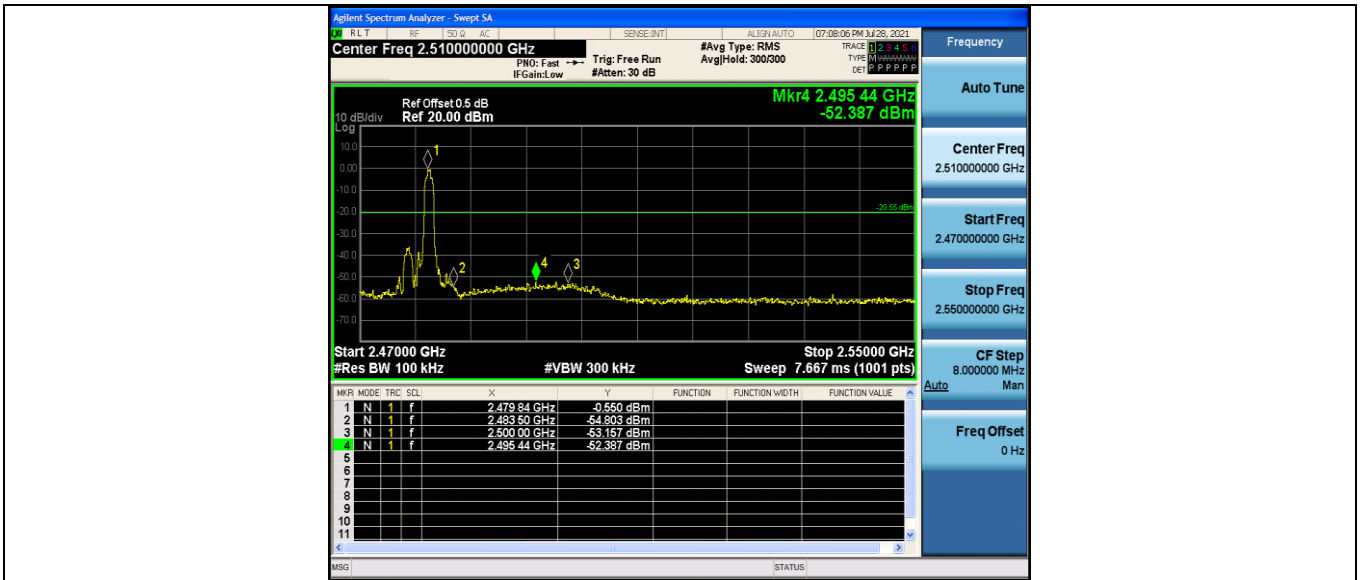 Agilent Spectrum Analyzer - Swept SA
RLT RF 50 Ω AC SENSE:INT ALIGNAUTO 07:08:06 PM Jul 28, 2021
Center Freq 2.510000000 GHz
PNO: Fast
IFGain:Low
Trig: Free Run
#Atten: 30 dB
#Avg Type: RMS
Avg|Hold: 300/300
TRACE 1 2 3 4 5 6
TYPE M
DET P P P P P P
Mkr4 2.495 44 GHz
-52.387 dBm
Ref Offset 0.5 dB
Ref 20.00 dBm
10 dB/div
Log
10.0
0.00
-10.0
-20.0
-30.0
-40.0
-50.0
-60.0
-70.0
-20.55 dBm
1
2
4
3
Start 2.47000 GHz Stop 2.55000 GHz
#Res BW 100 kHz #VBW 300 kHz Sweep 7.667 ms (1001 pts)
MKR MODE TRC SCL X Y FUNCTION FUNCTION WIDTH FUNCTION VALUE
1 N 1 f 2.479 84 GHz -0.550 dBm
2 N 1 f 2.483 50 GHz -54.803 dBm
3 N 1 f 2.500 00 GHz -53.157 dBm
4 N 1 f 2.495 44 GHz -52.387 dBm
5
6
7
8
9
10
11
MSG STATUS
Frequency
Auto Tune
Center Freq
2.510000000 GHz
Start Freq
2.470000000 GHz
Stop Freq
2.550000000 GHz
CF Step
8.000000 MHz
Auto Man
Freq Offset
0 Hz